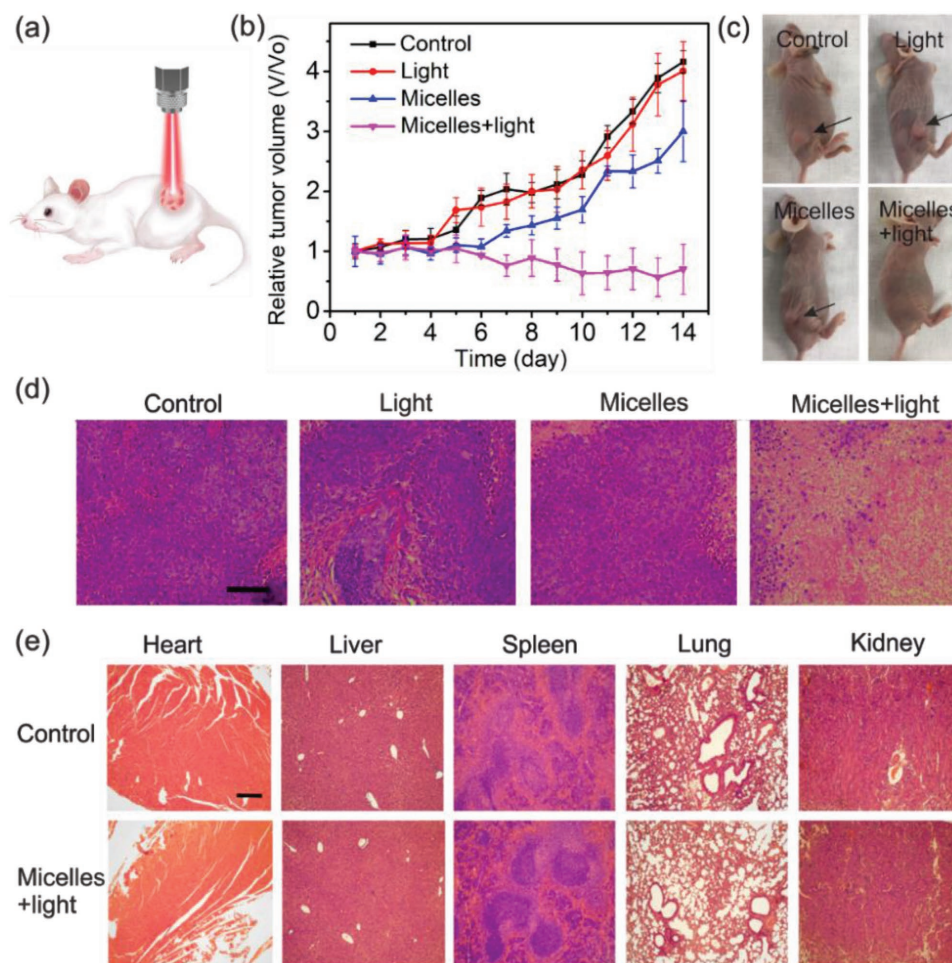 (a)
(b)
Relative tumor volume (V/Vo)
4
3
2
1
0
Control
Light
Micelles
Micelles+light
0 2 4 6 8 10 12 14
Time (day)
(c)
Control
Light
Micelles
Micelles
+light
(d)
Control Light Micelles Micelles+light
(e)
Heart Liver Spleen Lung Kidney
Control
Micelles
+light